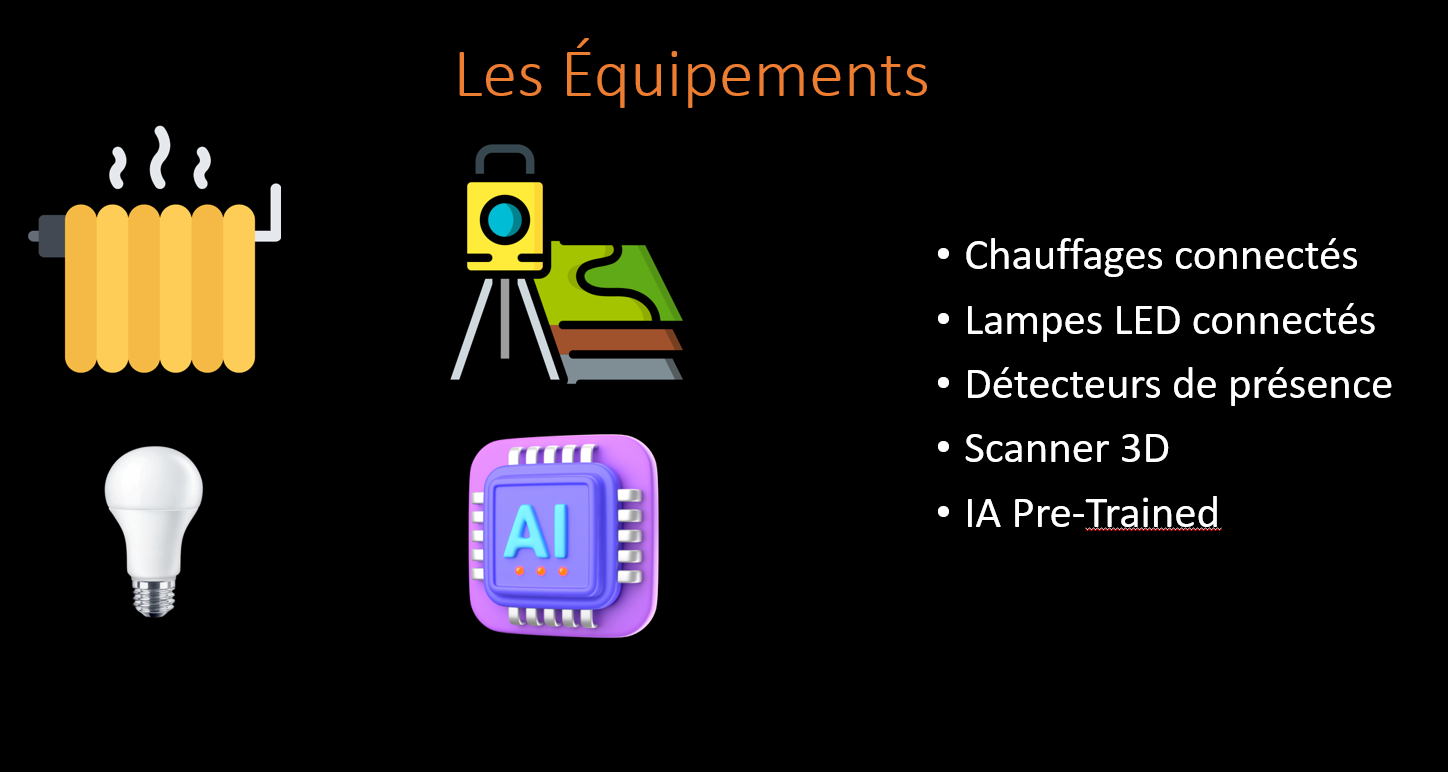 Les Équipements
• Chauffages connectés
• Lampes LED connectés
• Détecteurs de présence
• Scanner 3D
• IA Pre-Trained
AI